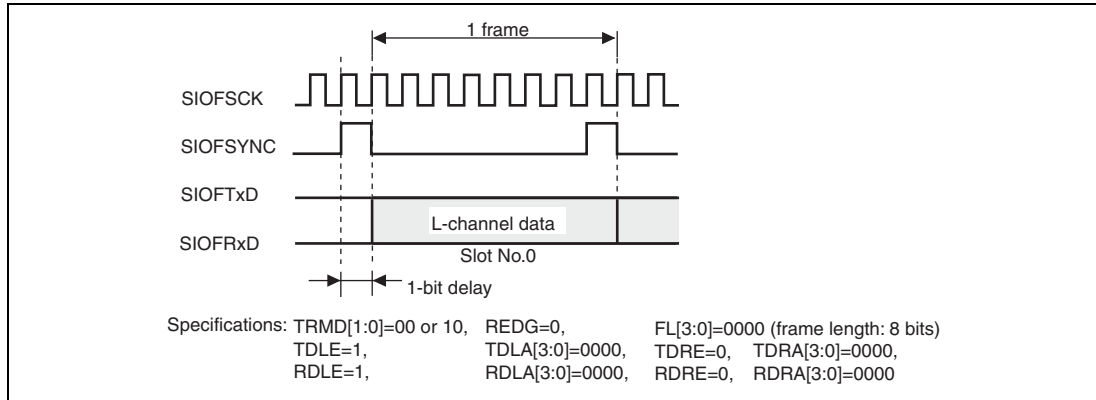 1 frame
SIOFSCK
SIOFSYNC
SIOFTxD
L-channel data
SIOFRxD
Slot No.0
1-bit delay
Specifications: TRMD[1:0]=00 or 10, REDG=0, FL[3:0]=0000 (frame length: 8 bits)
TDLE=1, TDLA[3:0]=0000, TDRE=0, TDRA[3:0]=0000,
RDLE=1, RDLA[3:0]=0000, RDRE=0, RDRA[3:0]=0000